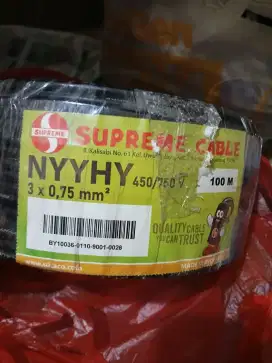 SUPREME
SUPREME CABLE
NYYHY 450/750 V 100 M
3 x 0,75 mm²
QUALITY CABLE
YOU CAN TRUST
BY10036-0110-9001-0028